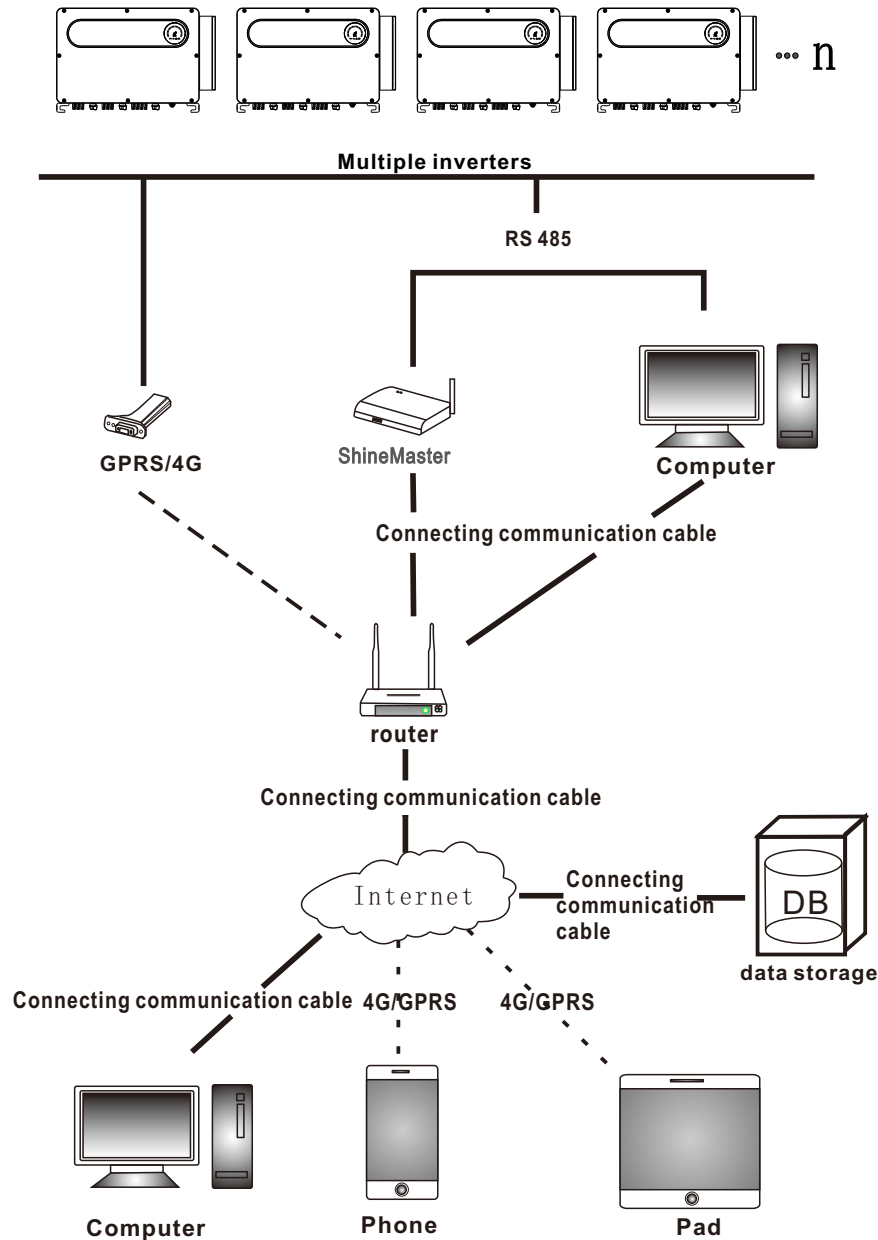 n
Multiple inverters
RS 485
GPRS/4G
ShineMaster
Computer
Connecting communication cable
router
Connecting communication cable
Internet
Connecting
communication
cable
DB
data storage
Connecting communication cable
4G/GPRS
4G/GPRS
Computer
Phone
Pad